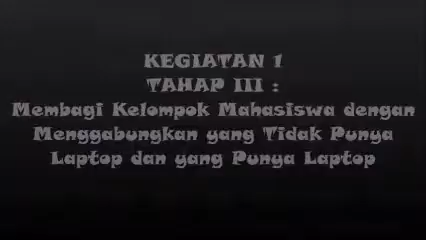 KEGIATAN 1
TAHAP III :
Membagi Kelompok Mahasiswa dengan
Menggabungkan yang Tidak Punya
Laptop dan yang Punya Laptop